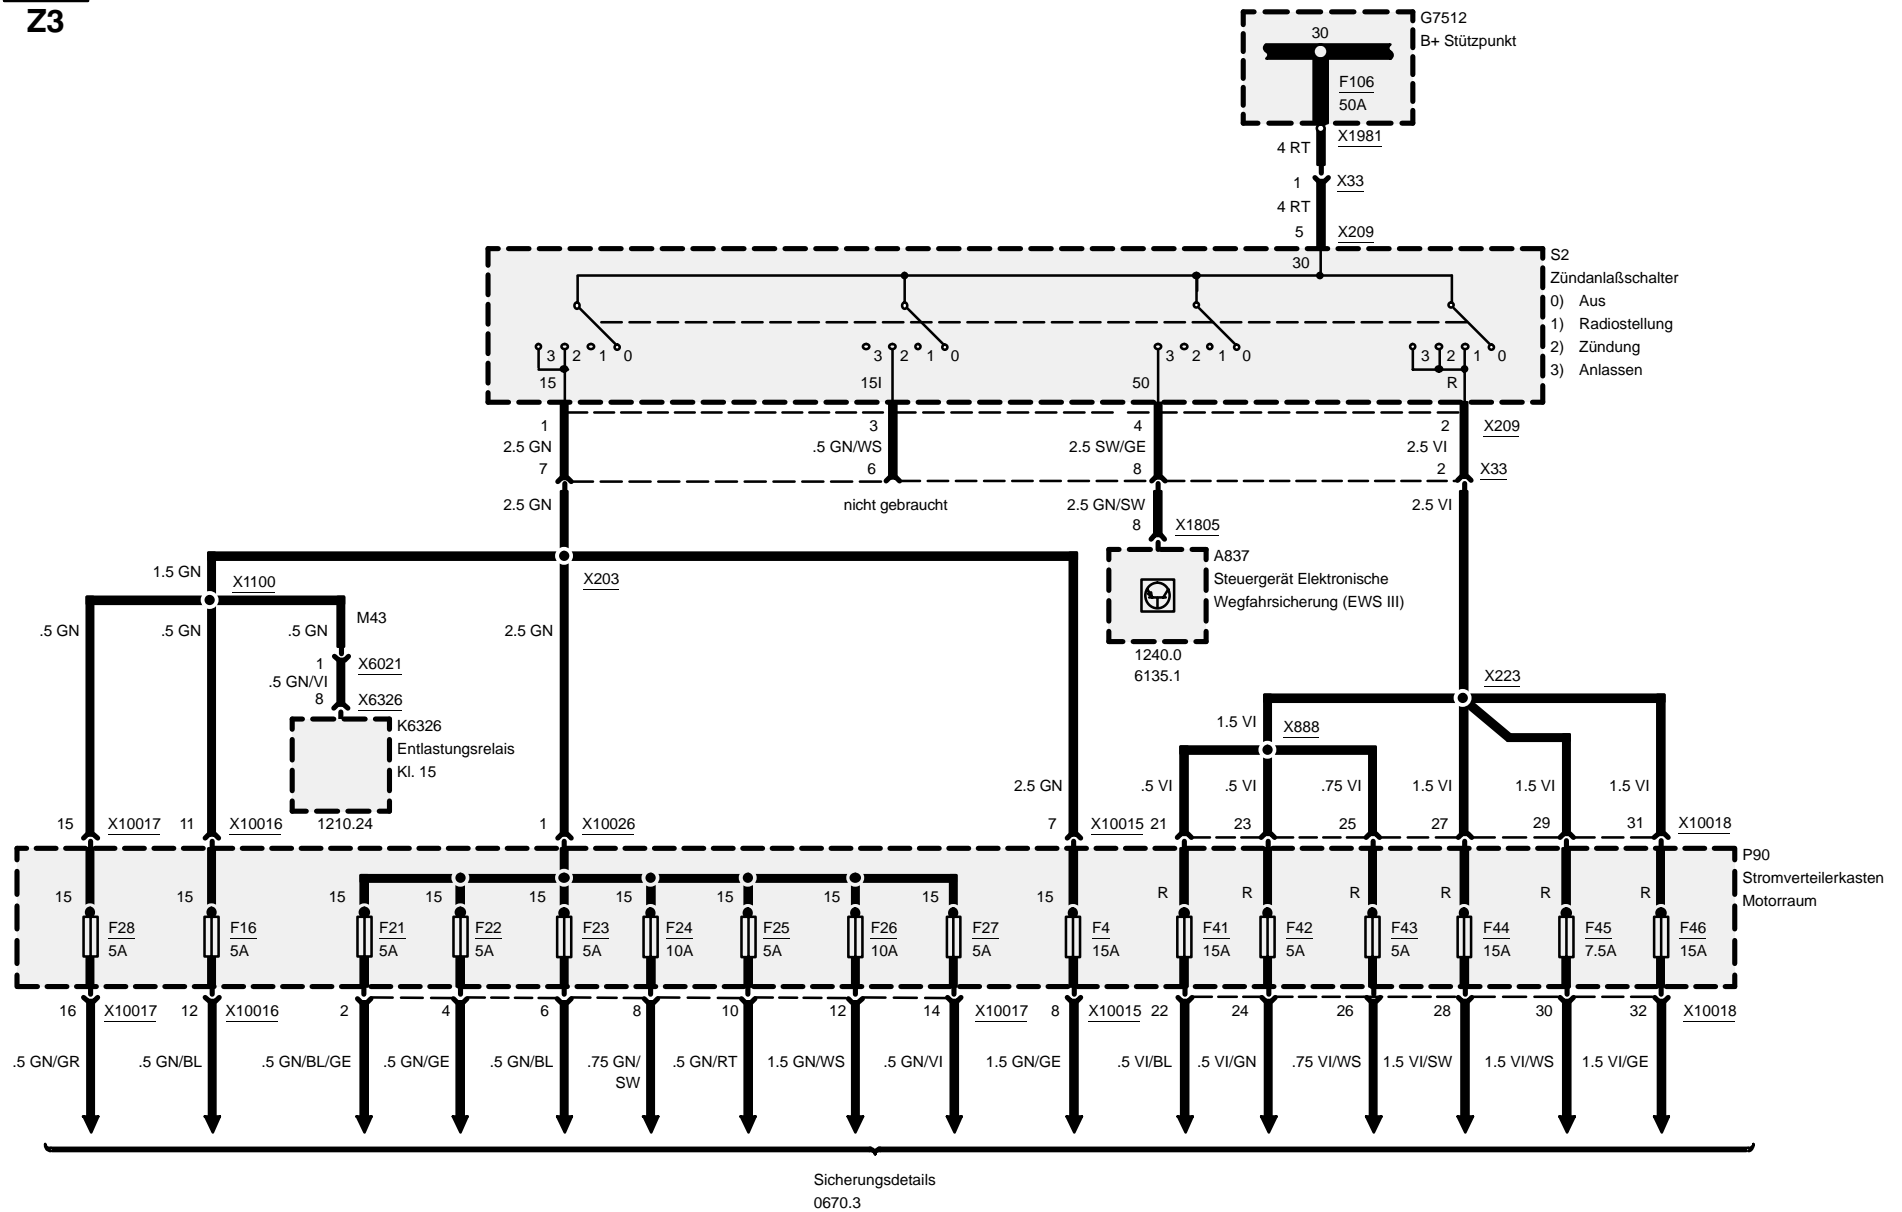 Z3
G7512
B+ Stützpunkt
30
F106
50A
X1981
4 RT
1 X33
4 RT
5 X209
30
S2
Zündanlaßschalter
0) Aus
1) Radiostellung
2) Zündung
3) Anlassen
3 2 1 0 3 2 1 0 3 2 1 0 3 2 1 0
15 15I 50 R
1 3 4 2 X209
2.5 GN .5 GN/WS 2.5 SW/GE 2.5 VI
7 6 8 2 X33
2.5 GN nicht gebraucht 2.5 GN/SW 2.5 VI
8 X1805
A837
Steuergerät Elektronische
Wegfahrsicherung (EWS III)
1240.0
6135.1
1.5 GN X1100 X203
M43
.5 GN .5 GN .5 GN 2.5 GN
1 X6021
.5 GN/VI
8 X6326
K6326
Entlastungsrelais
Kl. 15
1210.24
X223
1.5 VI X888
2.5 GN .5 VI .5 VI .75 VI 1.5 VI 1.5 VI 1.5 VI
15 X10017 11 X10016 1 X10026 7 X10015 21 23 25 27 29 31 X10018
P90
Stromverteilerkasten
Motorraum
15 15 15 15 15 15 15 15 15 15 R R R R R R
F28 F16 F21 F22 F23 F24 F25 F26 F27 F4 F41 F42 F43 F44 F45 F46
5A 5A 5A 5A 5A 10A 5A 10A 5A 15A 15A 5A 5A 15A 7.5A 15A
16 X10017 12 X10016 2 4 6 8 10 12 14 X10017 8 X10015 22 24 26 28 30 32 X10018
.5 GN/GR .5 GN/BL .5 GN/BL/GE .5 GN/GE .5 GN/BL .75 GN/ .5 GN/RT 1.5 GN/WS .5 GN/VI 1.5 GN/GE .5 VI/BL .5 VI/GN .75 VI/WS 1.5 VI/SW 1.5 VI/WS 1.5 VI/GE
SW
Sicherungsdetails
0670.3